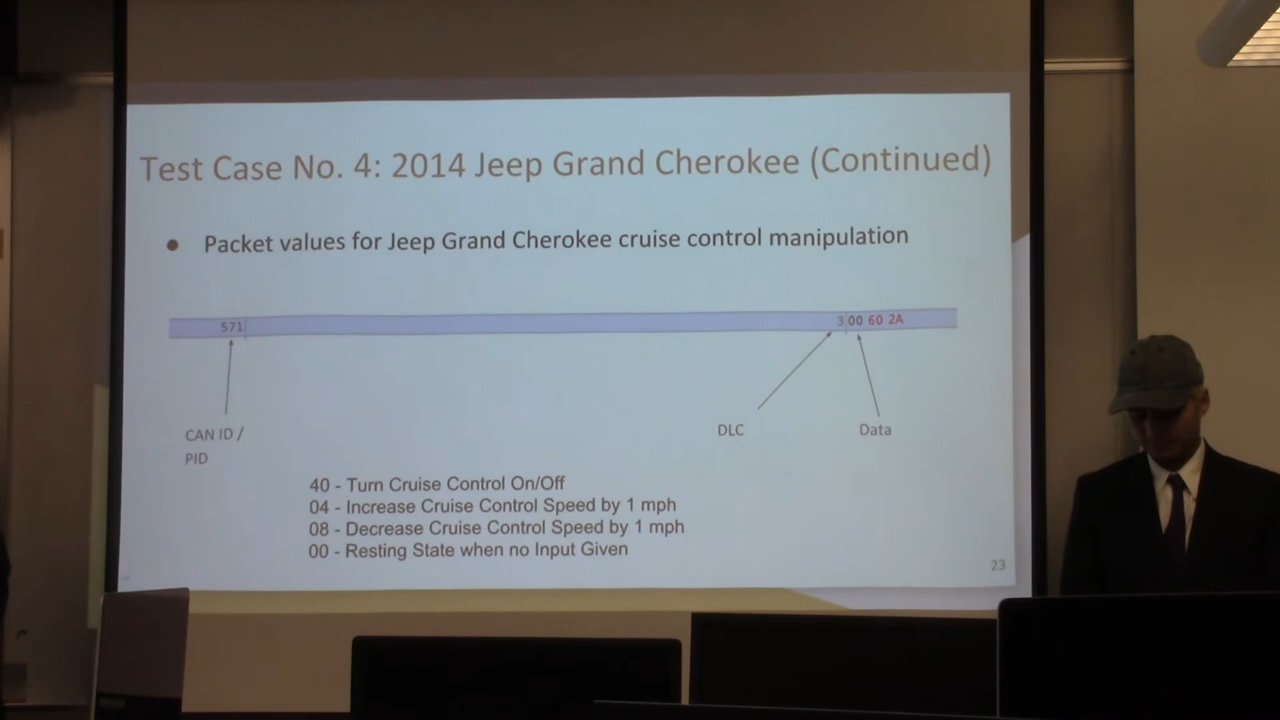 Test Case No. 4: 2014 Jeep Grand Cherokee (Continued)
● Packet values for Jeep Grand Cherokee cruise control manipulation
571 3 00 60 2A
CAN ID / DLC Data
PID
40 - Turn Cruise Control On/Off
04 - Increase Cruise Control Speed by 1 mph
08 - Decrease Cruise Control Speed by 1 mph
00 - Resting State when no Input Given
23